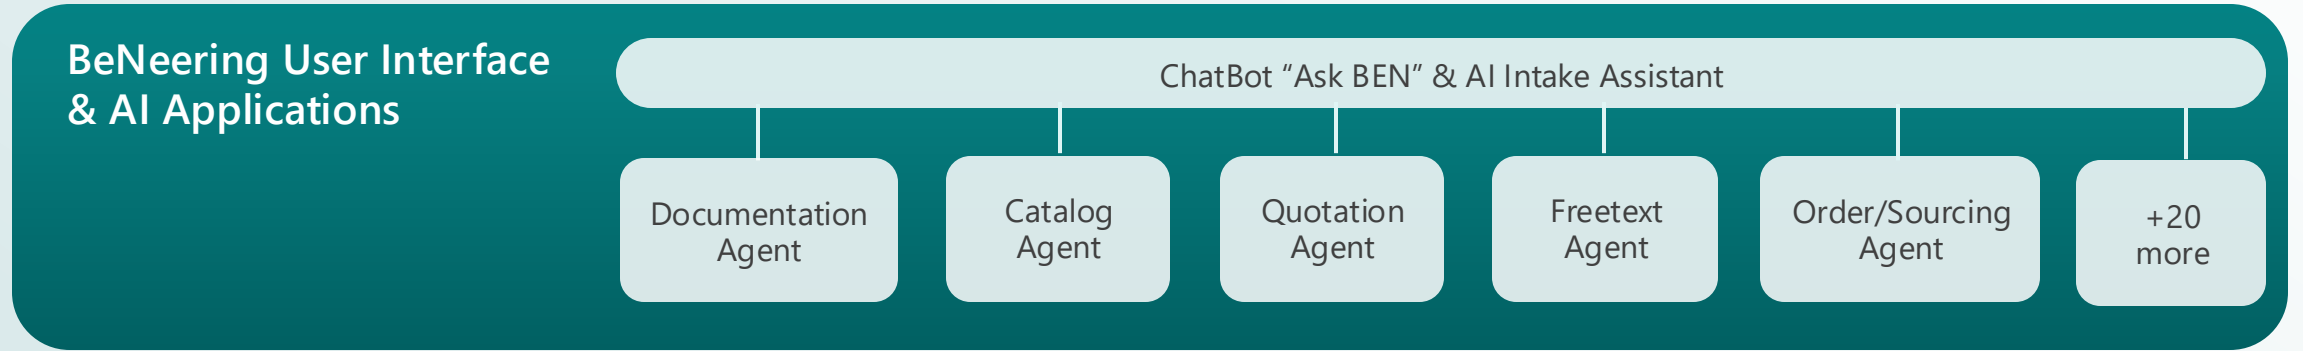 BeNeering User Interface
& AI Applications
ChatBot “Ask BEN” & AI Intake Assistant
Documentation
Agent
Catalog
Agent
Quotation
Agent
Freetext
Agent
Order/Sourcing
Agent
+20
more